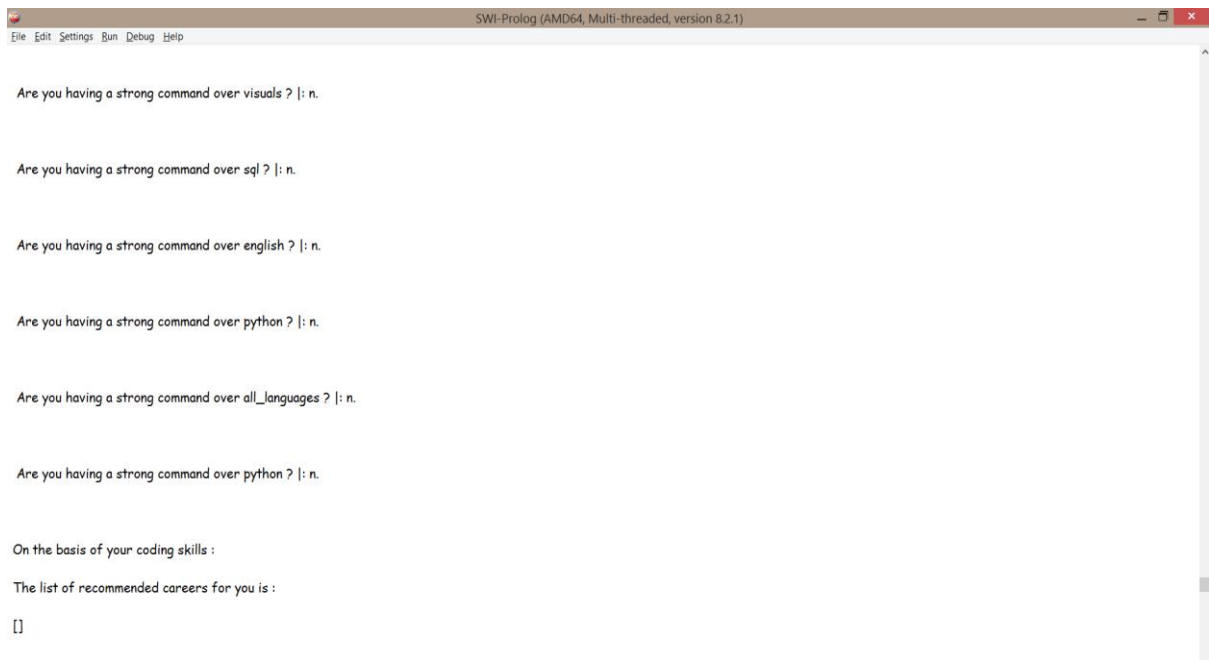 SWI-Prolog (AMD64, Multi-threaded, version 8.2.1)
File Edit Settings Run Debug Help
Are you having a strong command over visuals ? |: n.
Are you having a strong command over sql ? |: n.
Are you having a strong command over english ? |: n.
Are you having a strong command over python ? |: n.
Are you having a strong command over all_languages ? |: n.
Are you having a strong command over python ? |: n.
On the basis of your coding skills :
The list of recommended careers for you is :
[]